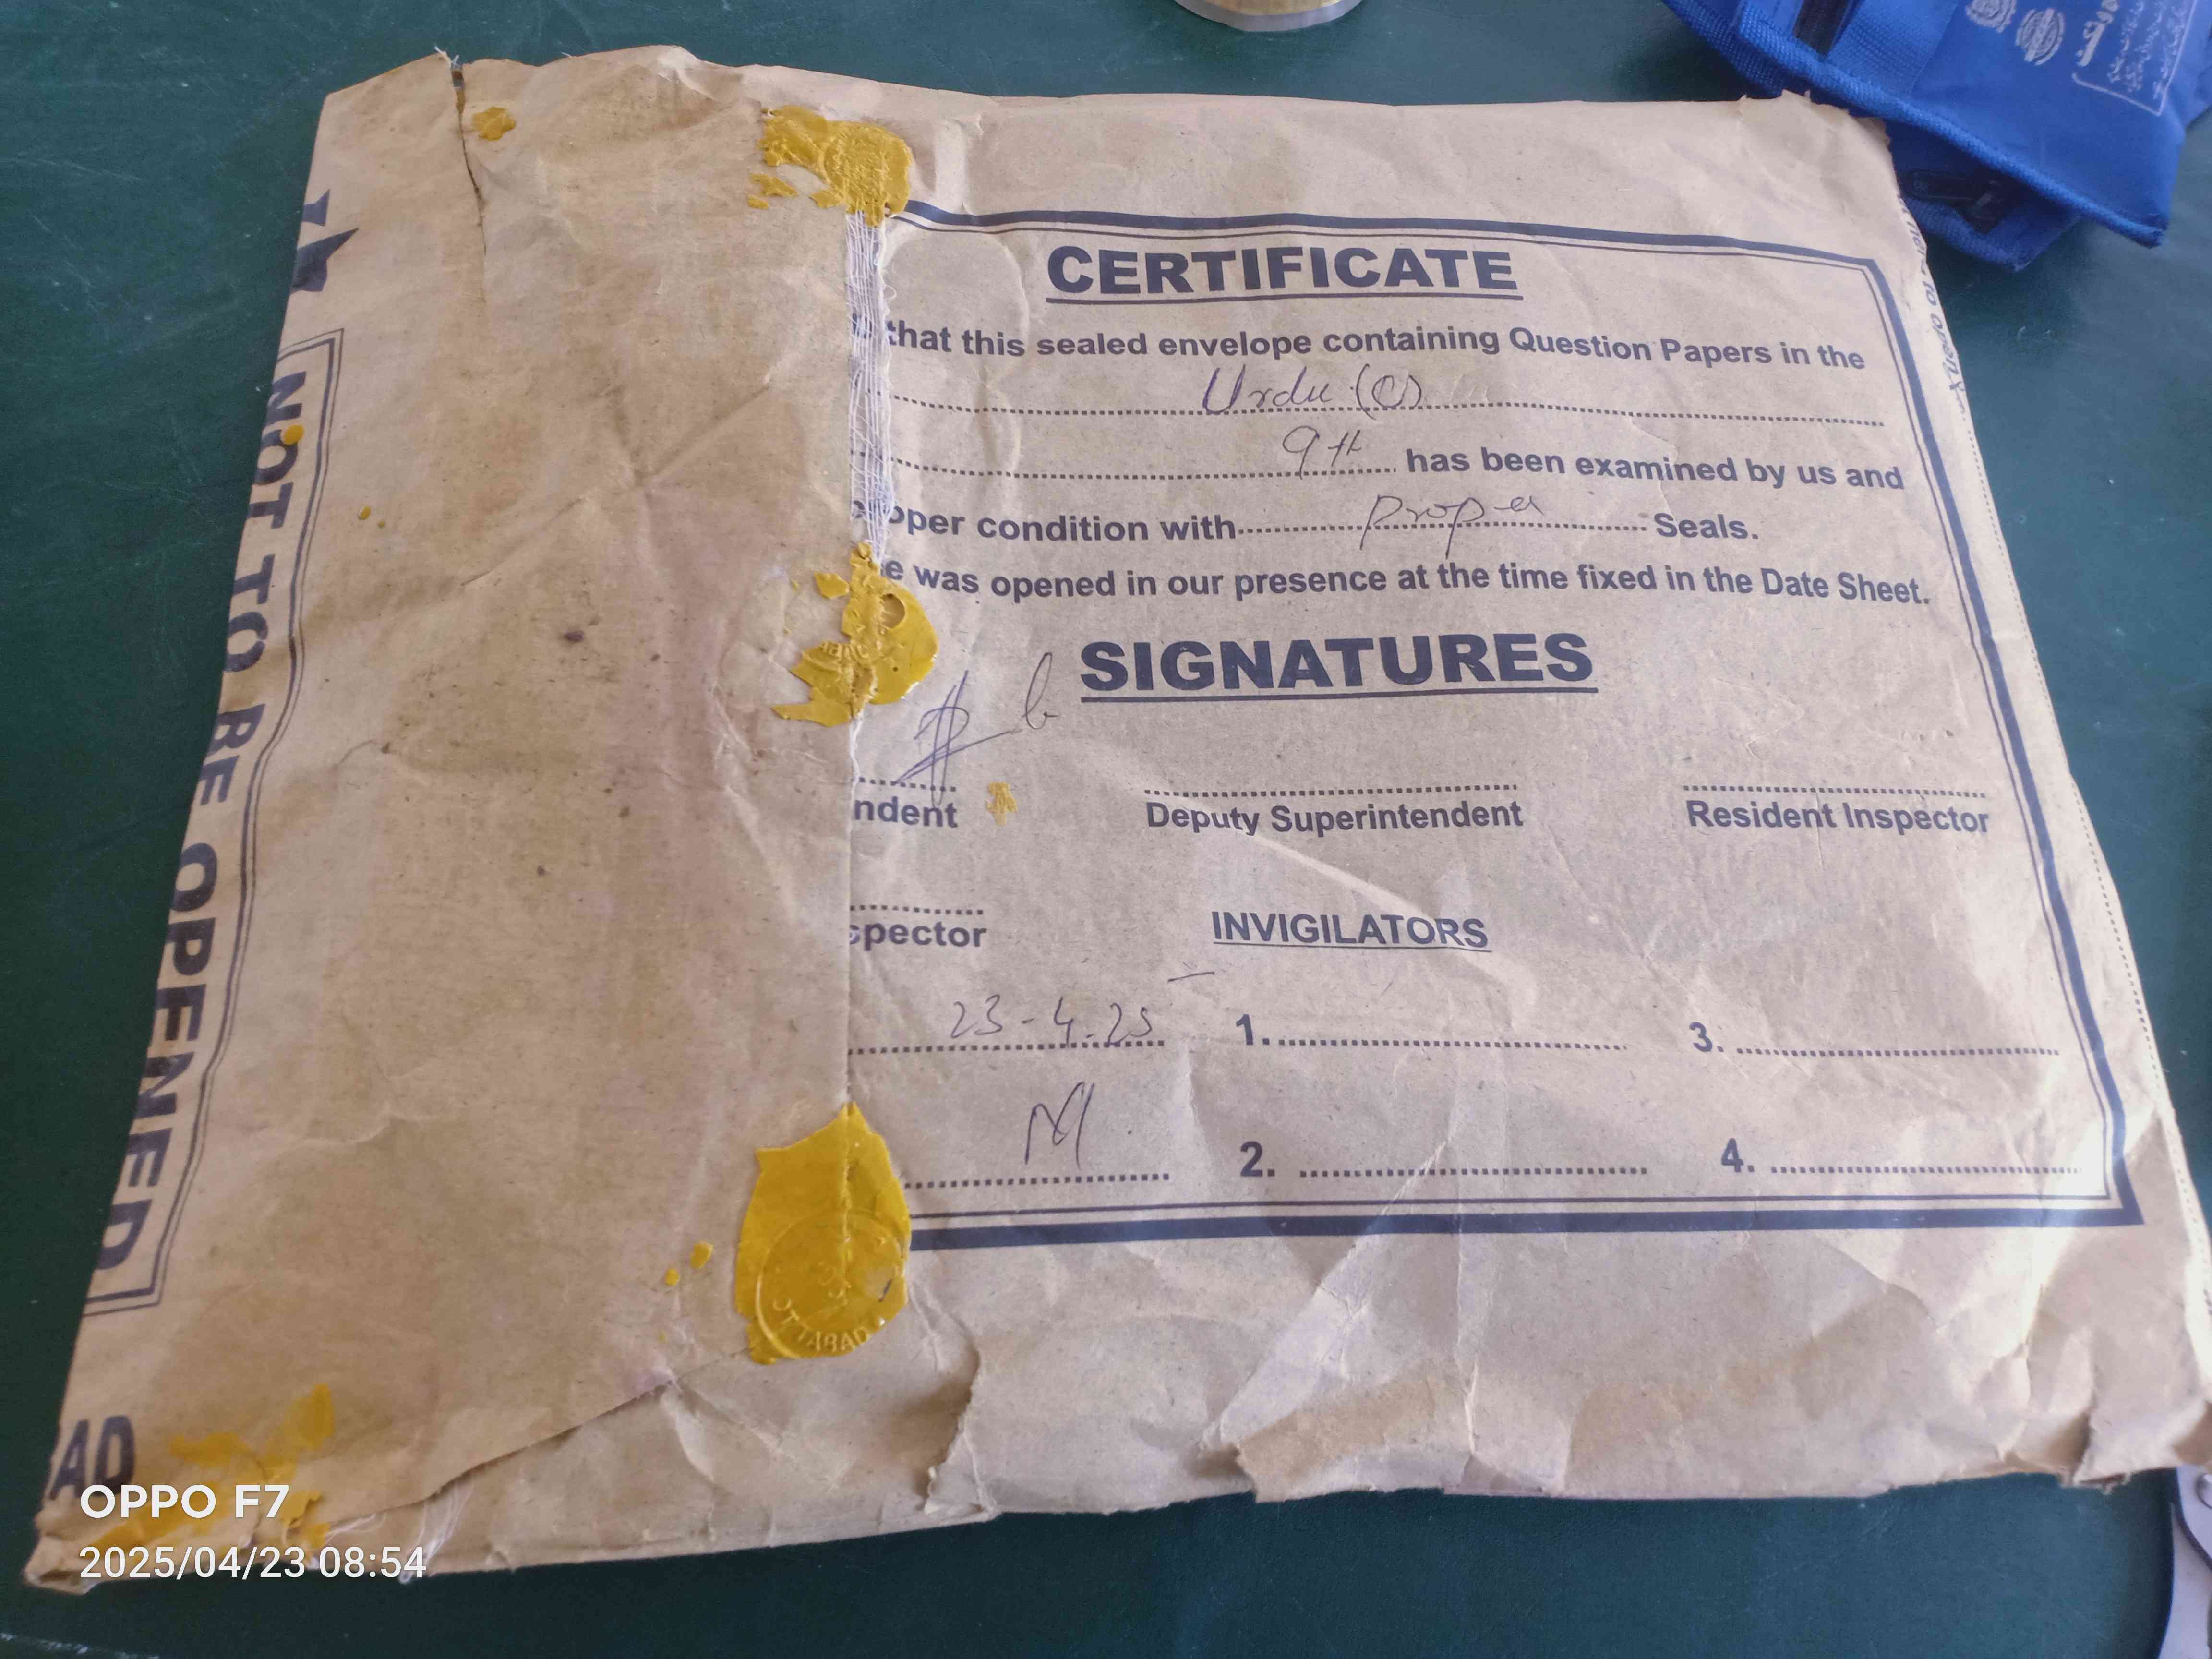 CERTIFICATE
that this sealed envelope containing Question Papers in the
Urdu (C)
9th has been examined by us and
oper condition with proper Seals.
e was opened in our presence at the time fixed in the Date Sheet.
SIGNATURES
ndent Deputy Superintendent Resident Inspector
spector INVIGILATORS
23-4-25 1. 3.
M 2. 4.
NOT TO BE OPENED
AD
OTTABAD
OPPO F7
2025/04/23 08:54